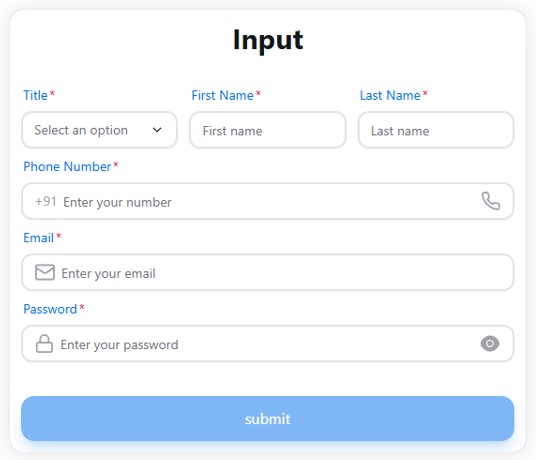 Input
Title* First Name* Last Name*
Select an option First name Last name
Phone Number*
+91 Enter your number
Email*
Enter your email
Password*
Enter your password
submit